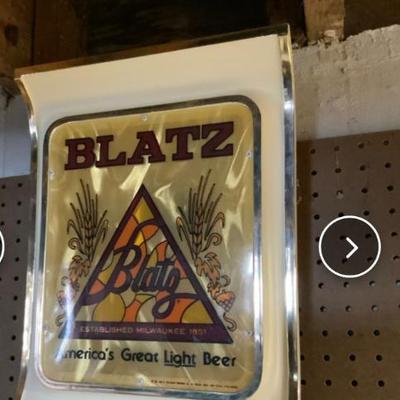 BLATZ
Blatz
ESTABLISHED MILWAUKEE 1851
America's Great Light Beer